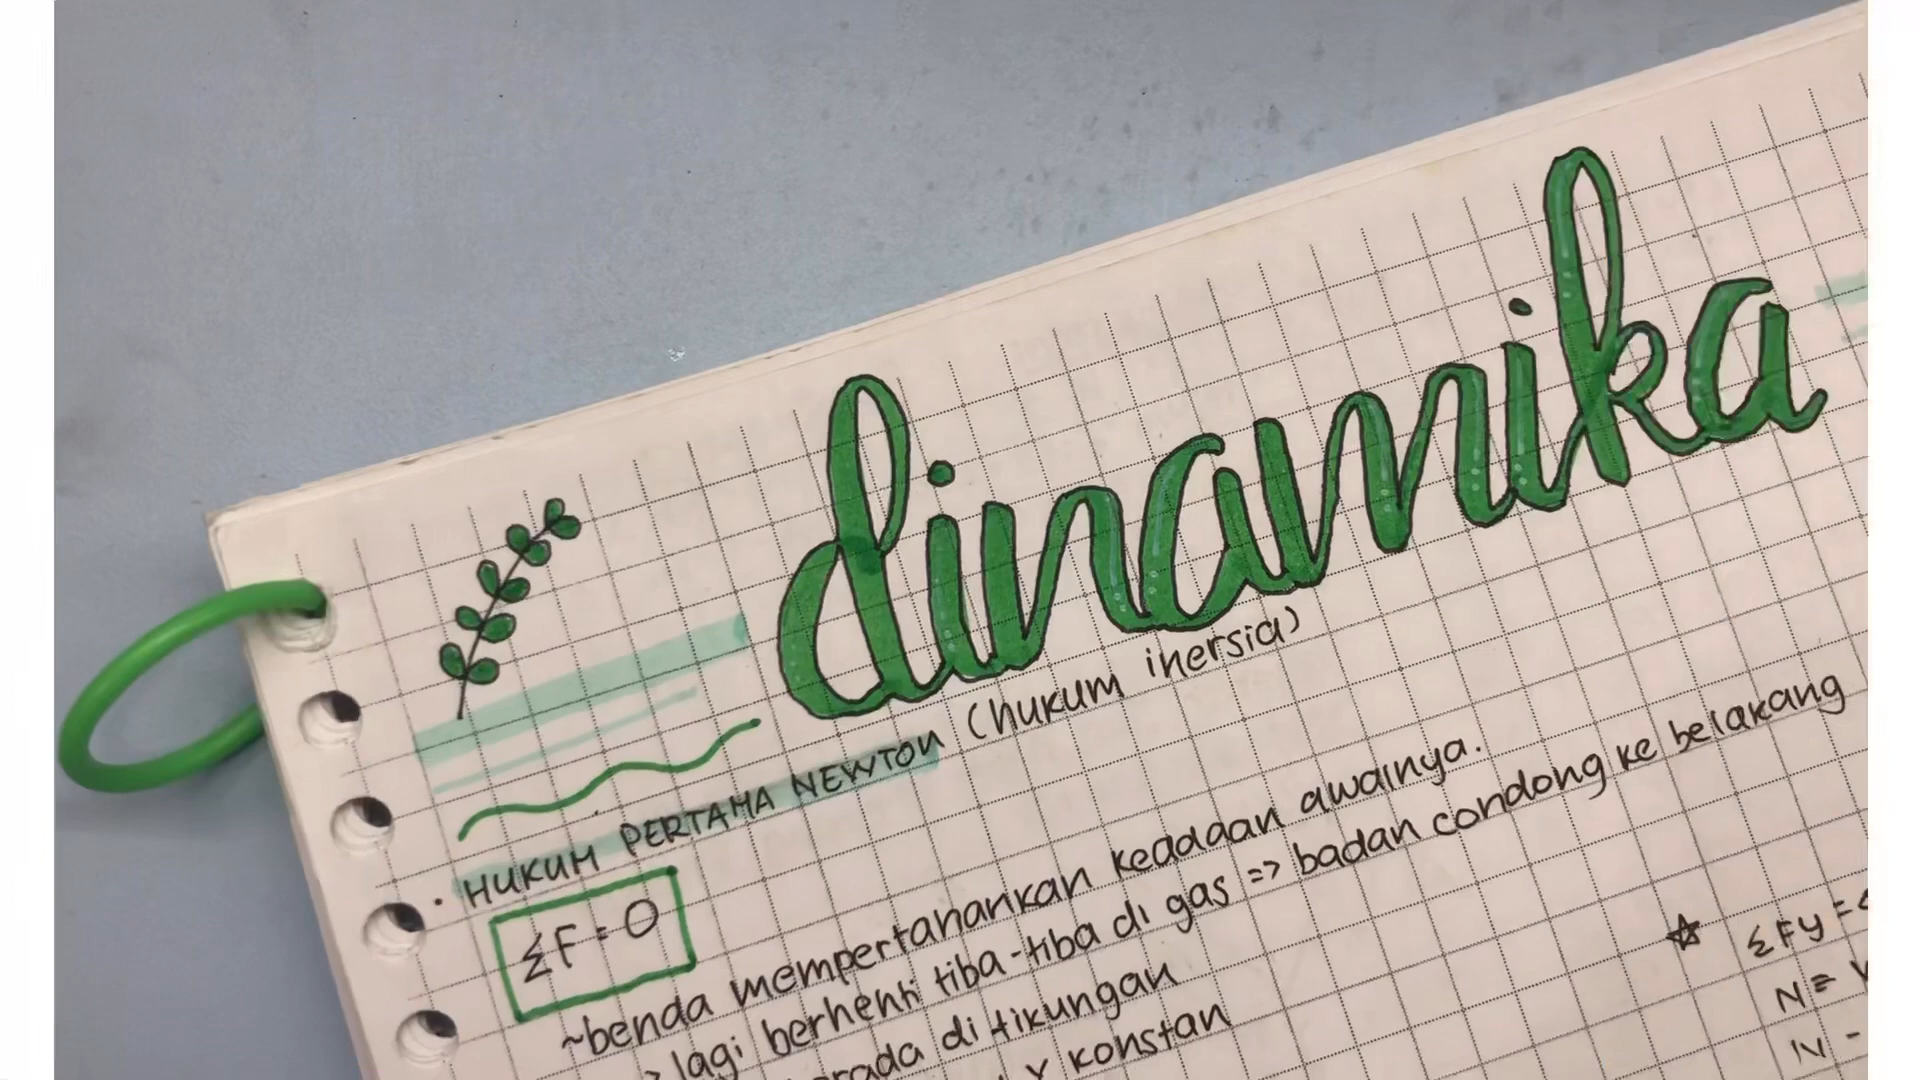 dinamika
• HUKUM PERTAMA NEWTON (hukum inersia)
ΣF = 0
~benda mempertahankan keadaan awalnya.
lagi berhenti tiba-tiba di gas => badan condong ke belakang
di tikungan
konstan
☆ ΣFy =
N =
N -